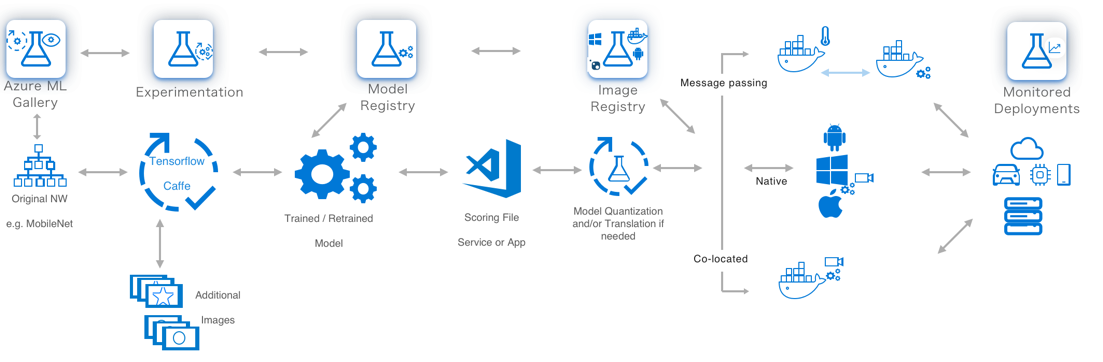 Azure ML
Gallery
Experimentation
Model
Registry
Image
Registry
Message passing
Monitored
Deployments
Tensorflow
Caffe
Original NW
e.g. MobileNet
Trained / Retrained
Model
Scoring File
Service or App
Model Quantization
and/or Translation if
needed
Native
Co-located
Additional
Images